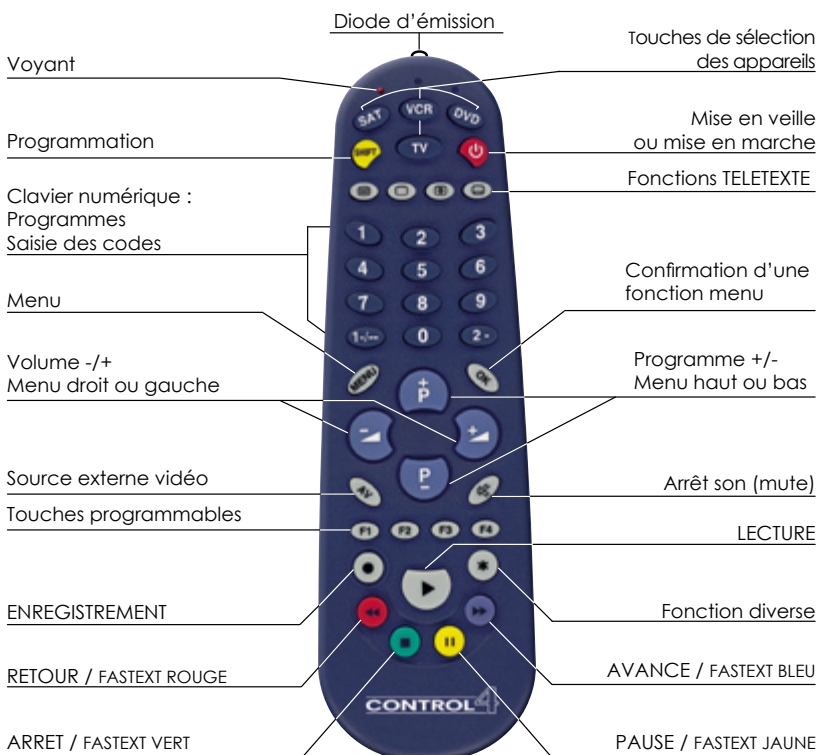 Diode d'émission
Voyant
Touches de sélection
des appareils
SAT
VCR
DVD
Programmation
SHIFT
TV
Mise en veille
ou mise en marche
Fonctions TELETEXTE
Clavier numérique :
Programmes
Saisie des codes
1 2 3
4 5 6
7 8 9
1-/-- 0 2-
Confirmation d'une
fonction menu
Menu
MENU
OK
Volume -/+
Menu droit ou gauche
+
P
Programme +/-
Menu haut ou bas
- +
P
-
Source externe vidéo
AV
Arrêt son (mute)
Touches programmables
F1 F2 F3 F4
LECTURE
ENREGISTREMENT
Fonction diverse
RETOUR / FASTEXT ROUGE
AVANCE / FASTEXT BLEU
CONTROL 4
ARRET / FASTEXT VERT
PAUSE / FASTEXT JAUNE